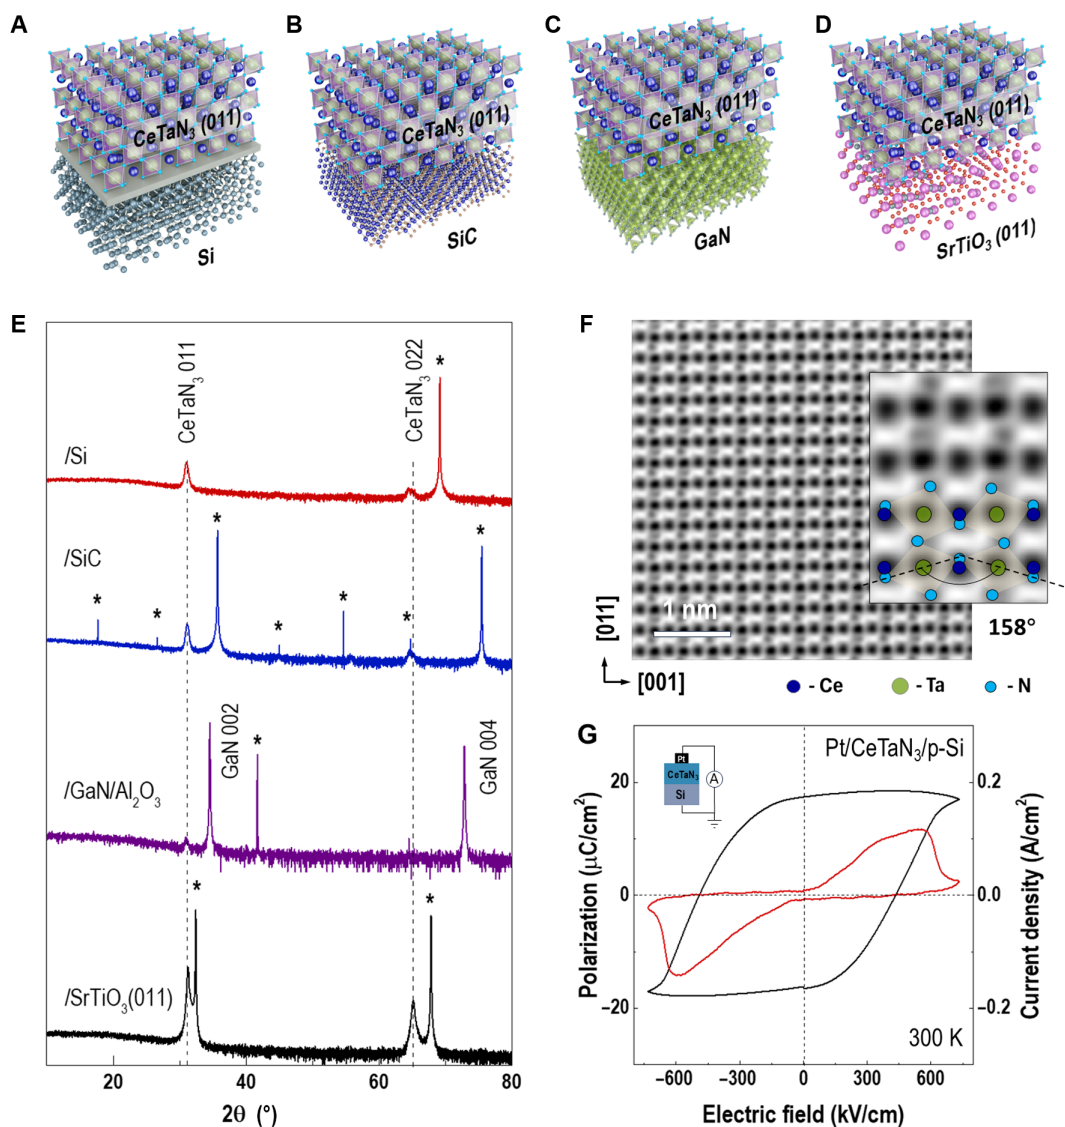 A
B
C
D
CeTaN₃ (011)
CeTaN₃ (011)
CeTaN₃ (011)
CeTaN₃ (011)
Si
SiC
GaN
SrTiO₃ (011)
E
CeTaN₃ 011
CeTaN₃ 022
*
/Si
/SiC
*
*
*
*
*
*
*
GaN 002
*
GaN 004
/GaN/Al₂O₃
*
*
/SrTiO₃(011)
20
40
60
80
2θ (°)
F
1 nm
158°
[011]
[001]
- Ce
- Ta
- N
G
Pt/CeTaN₃/p-Si
Pt
CeTaN₃
Si
A
20
0
−20
Polarization (μC/cm²)
0.2
0.0
−0.2
Current density (A/cm²)
300 K
−600
−300
0
300
600
Electric field (kV/cm)